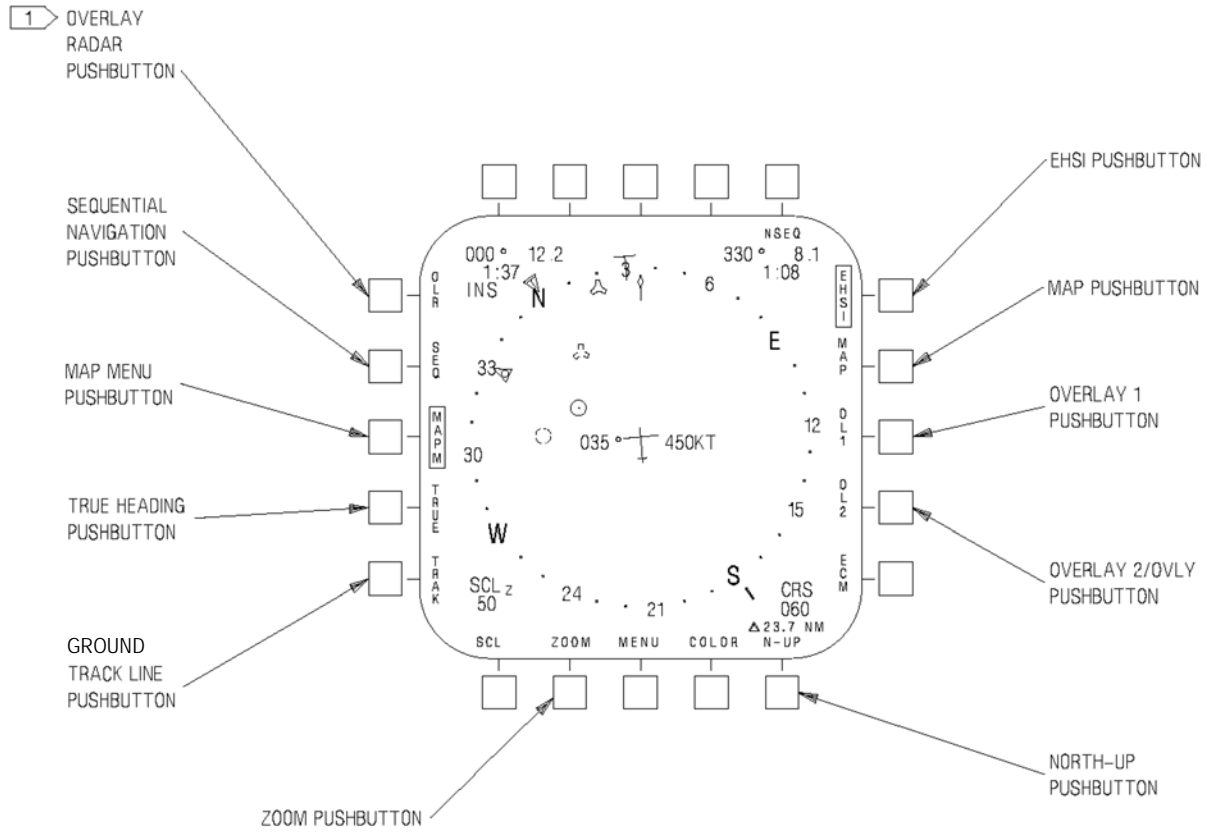 1
OVERLAY
RADAR
PUSHBUTTON
SEQUENTIAL
NAVIGATION
PUSHBUTTON
MAP MENU
PUSHBUTTON
TRUE HEADING
PUSHBUTTON
GROUND
TRACK LINE
PUSHBUTTON
ZOOM PUSHBUTTON
OLR
SEQ
MAPM
TRUE
TRAK
NSEQ
000° 12.2
1:37
INS
330° 8.1
1:08
N
3
6
E
12
15
S
21
24
W
30
33
035° 450KT
SCL Z
50
CRS
060
△23.7 NM
SCL ZOOM MENU COLOR N-UP
EHSI
MAP
OL1
OL2
ECM
EHSI PUSHBUTTON
MAP PUSHBUTTON
OVERLAY 1
PUSHBUTTON
OVERLAY 2/OVLY
PUSHBUTTON
NORTH-UP
PUSHBUTTON